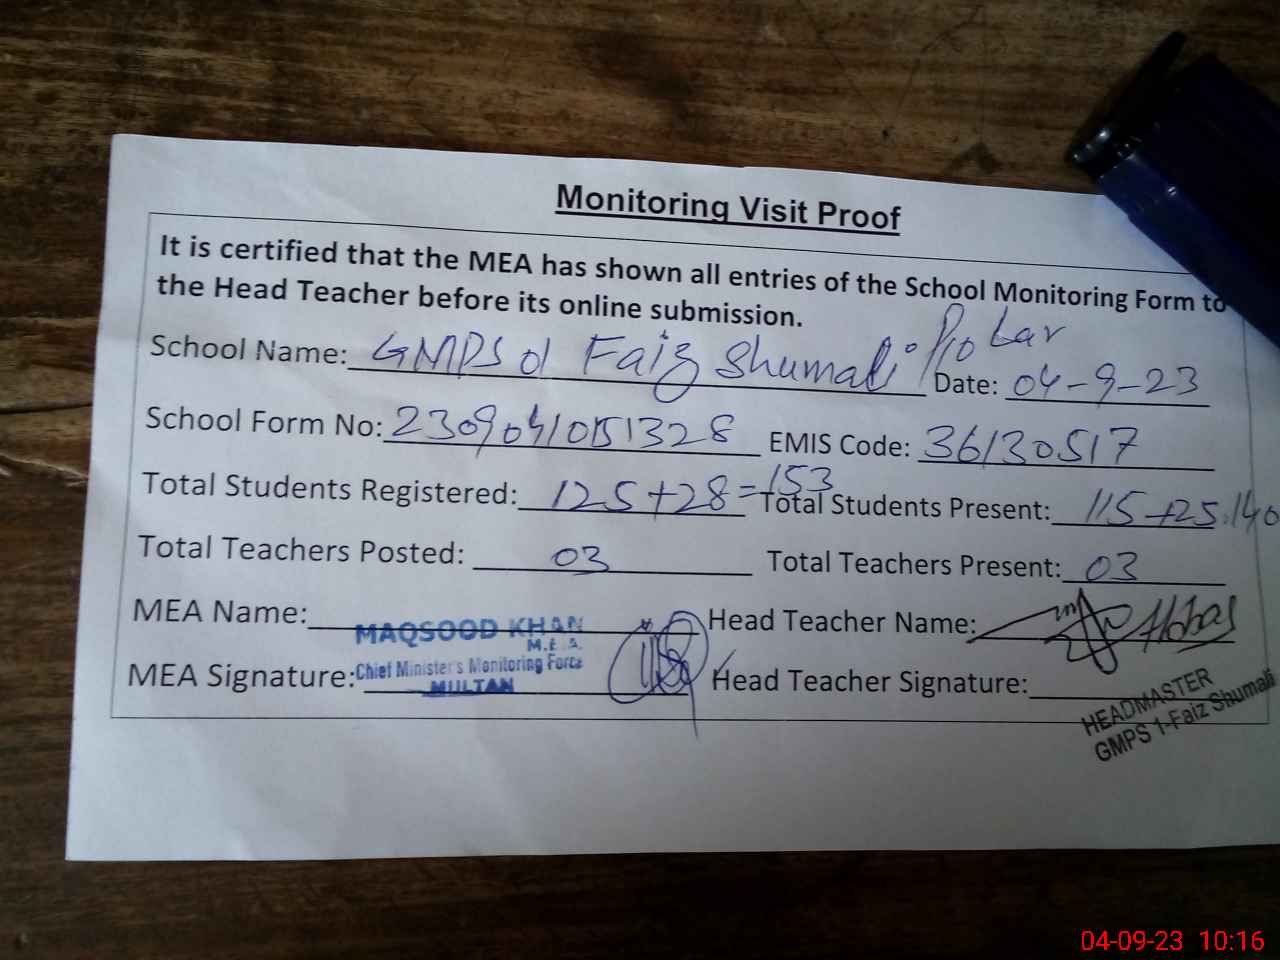 Monitoring Visit Proof
It is certified that the MEA has shown all entries of the School Monitoring Form to
the Head Teacher before its online submission.
School Name: GMPS 01 Faiz Shumali Date: 04-9-23
School Form No: 2309041051328 EMIS Code: 36130517
Total Students Registered: 125+28=153 Total Students Present: 115+25.140
Total Teachers Posted: 03 Total Teachers Present: 03
MEA Name: MAQSOOD KHAN Head Teacher Name:
M.E.A.
MEA Signature: Chief Minister's Monitoring Force Head Teacher Signature:
MULTAN
HEADMASTER
GMPS 1-Faiz Shumali
04-09-23 10:16